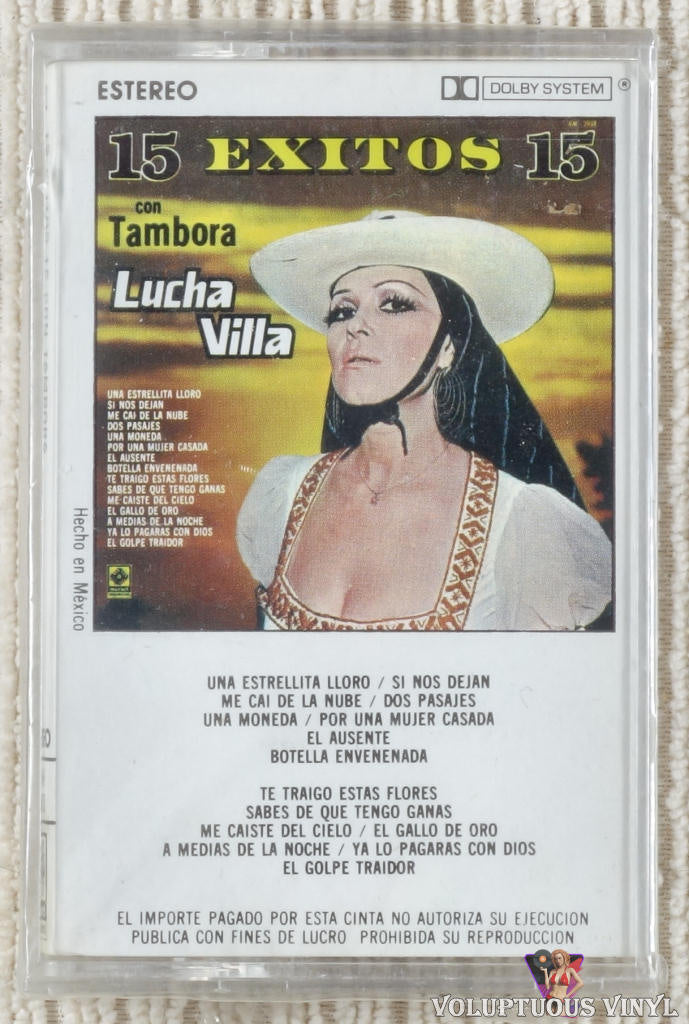 ESTEREO
DOLBY SYSTEM ®
15 EXITOS 15
con
Tambora
Lucha
Villa
UNA ESTRELLITA LLORO
SI NOS DEJAN
ME CAI DE LA NUBE
DOS PASAJES
UNA MONEDA
POR UNA MUJER CASADA
EL AUSENTE
BOTELLA ENVENENADA
TE TRAIGO ESTAS FLORES
SABES DE QUE TENGO GANAS
ME CAISTE DEL CIELO
EL GALLO DE ORO
A MEDIAS DE LA NOCHE
YA LO PAGARAS CON DIOS
EL GOLPE TRAIDOR
Hecho en México
UNA ESTRELLITA LLORO / SI NOS DEJAN
ME CAI DE LA NUBE / DOS PASAJES
UNA MONEDA / POR UNA MUJER CASADA
EL AUSENTE
BOTELLA ENVENENADA
TE TRAIGO ESTAS FLORES
SABES DE QUE TENGO GANAS
ME CAISTE DEL CIELO / EL GALLO DE ORO
A MEDIAS DE LA NOCHE / YA LO PAGARAS CON DIOS
EL GOLPE TRAIDOR
EL IMPORTE PAGADO POR ESTA CINTA NO AUTORIZA SU EJECUCION
PUBLICA CON FINES DE LUCRO PROHIBIDA SU REPRODUCCION
VOLUPTUOUS VINYL